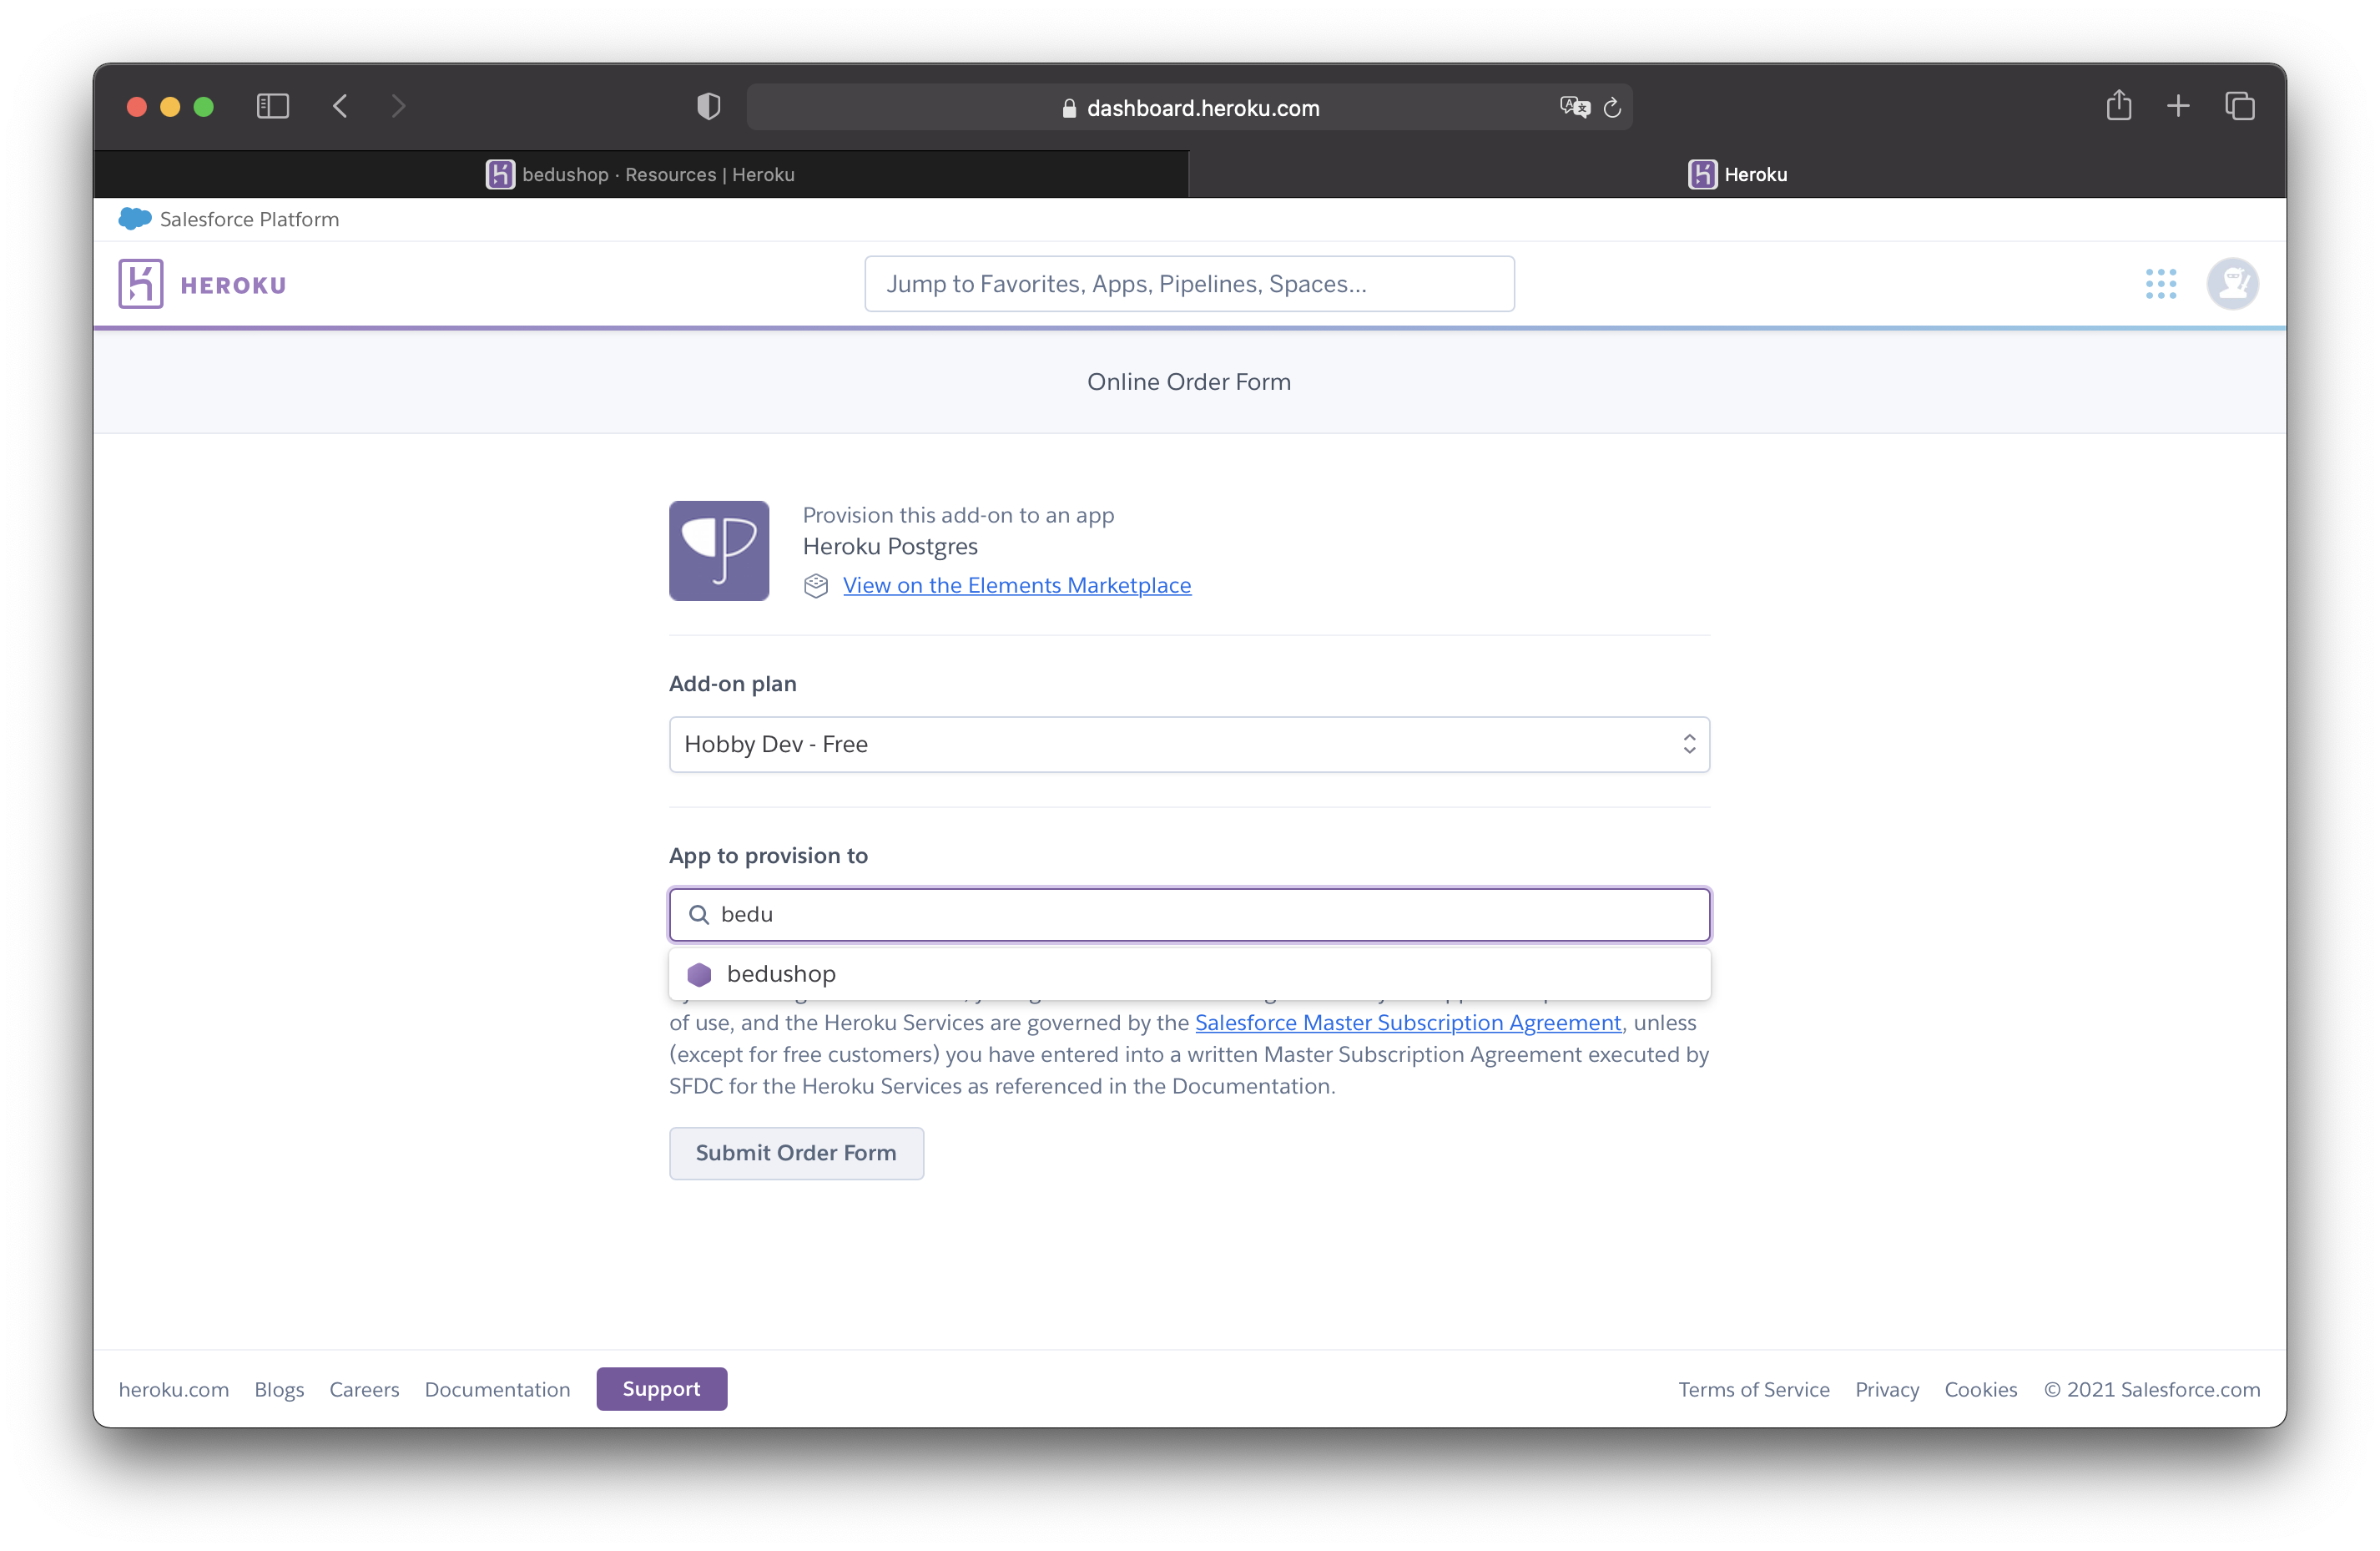 dashboard.heroku.com
bedushop · Resources | Heroku
Heroku
Salesforce Platform
HEROKU
Jump to Favorites, Apps, Pipelines, Spaces...
Online Order Form
Provision this add-on to an app
Heroku Postgres
View on the Elements Marketplace
Add-on plan
Hobby Dev - Free
App to provision to
bedu
bedushop
of use, and the Heroku Services are governed by the Salesforce Master Subscription Agreement, unless
(except for free customers) you have entered into a written Master Subscription Agreement executed by
SFDC for the Heroku Services as referenced in the Documentation.
Submit Order Form
heroku.com Blogs Careers Documentation Support Terms of Service Privacy Cookies © 2021 Salesforce.com